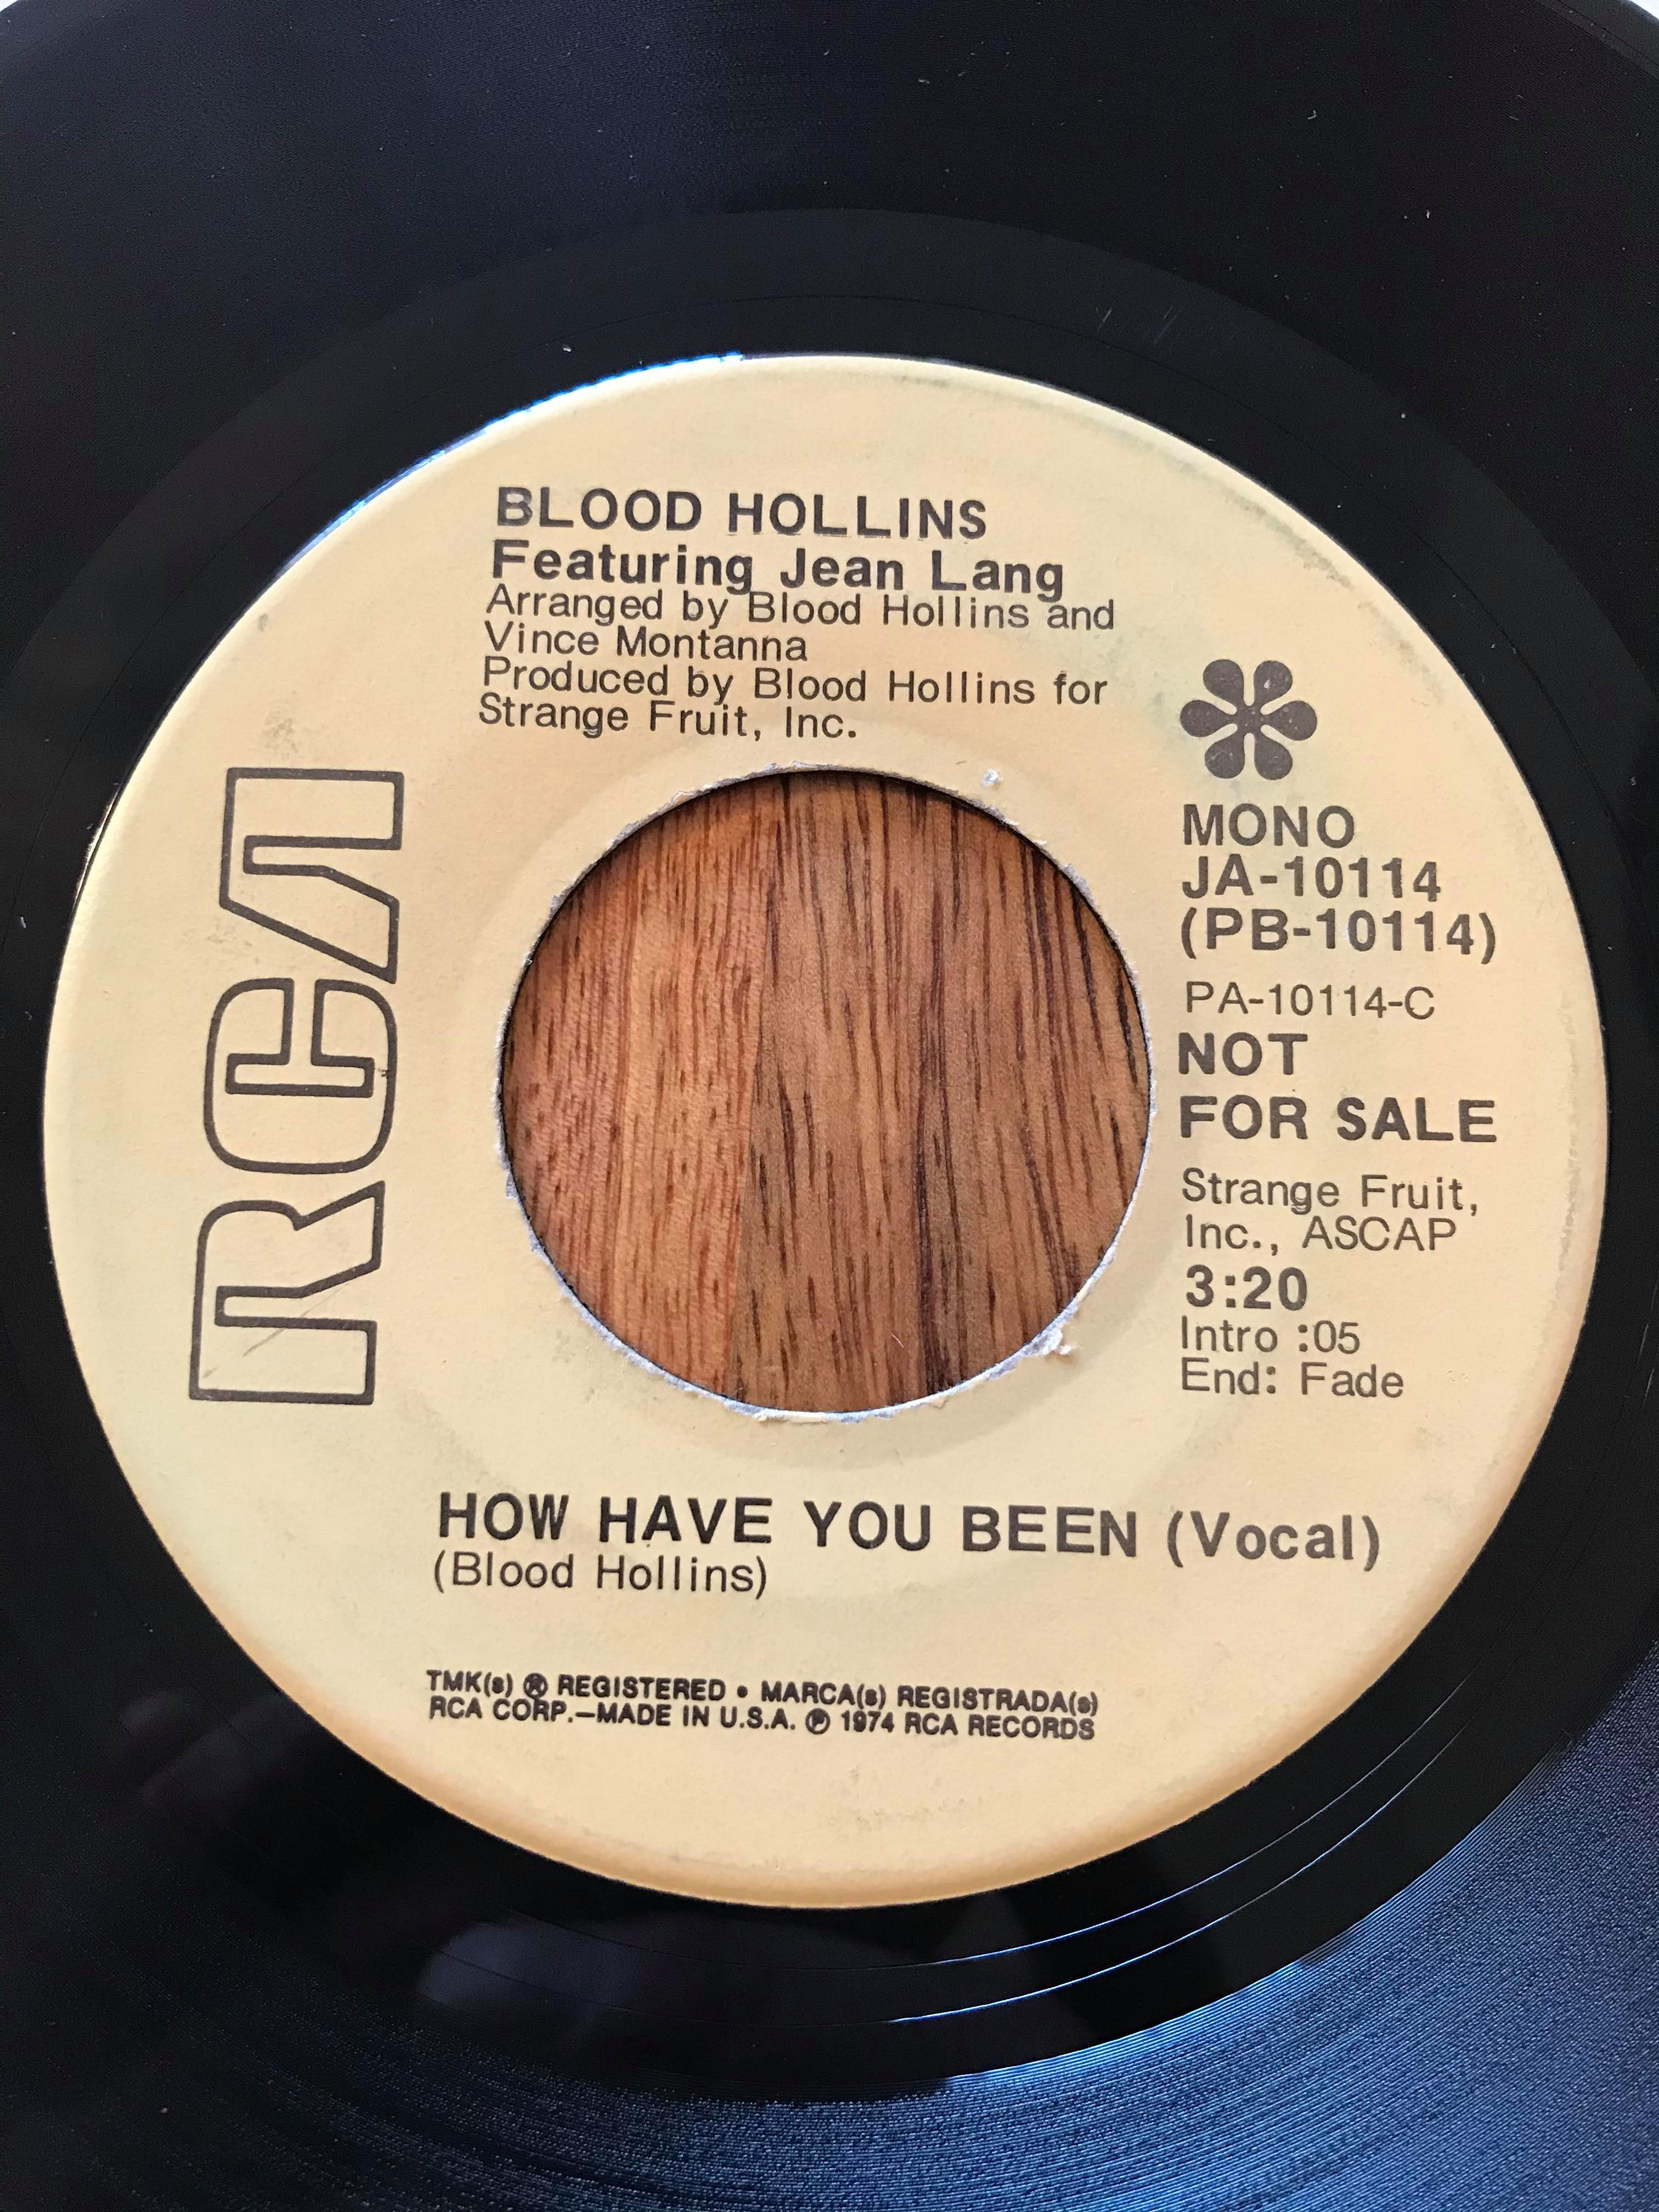 BLOOD HOLLINS
Featuring Jean Lang
Arranged by Blood Hollins and
Vince Montanna
Produced by Blood Hollins for
Strange Fruit, Inc.
RCA
MONO
JA-10114
(PB-10114)
PA-10114-C
NOT
FOR SALE
Strange Fruit,
Inc., ASCAP
3:20
Intro :05
End: Fade
HOW HAVE YOU BEEN (Vocal)
(Blood Hollins)
TMK(s) ® REGISTERED • MARCA(s) REGISTRADA(s)
RCA CORP.—MADE IN U.S.A. ℗ 1974 RCA RECORDS